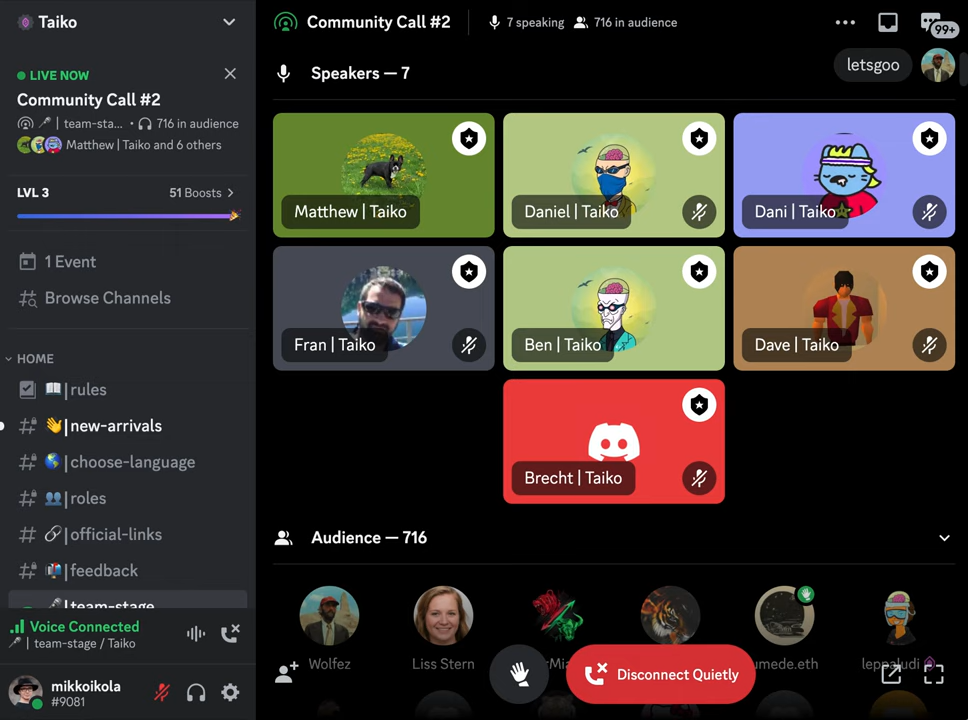 Taiko
LIVE NOW
Community Call #2
team-sta... • 716 in audience
Matthew | Taiko and 6 others
LVL 3
51 Boosts
1 Event
Browse Channels
HOME
|rules
|new-arrivals
|choose-language
|roles
|official-links
|feedback
|team-stage
Voice Connected
| team-stage / Taiko
mikkoikola
#9081
Community Call #2
7 speaking
716 in audience
99+
letsgoo
Speakers — 7
Matthew | Taiko
Daniel | Taiko
Dani | Taiko
Fran | Taiko
Ben | Taiko
Dave | Taiko
Brecht | Taiko
Audience — 716
Wolfez
Liss Stern
leppaludi
Disconnect Quietly